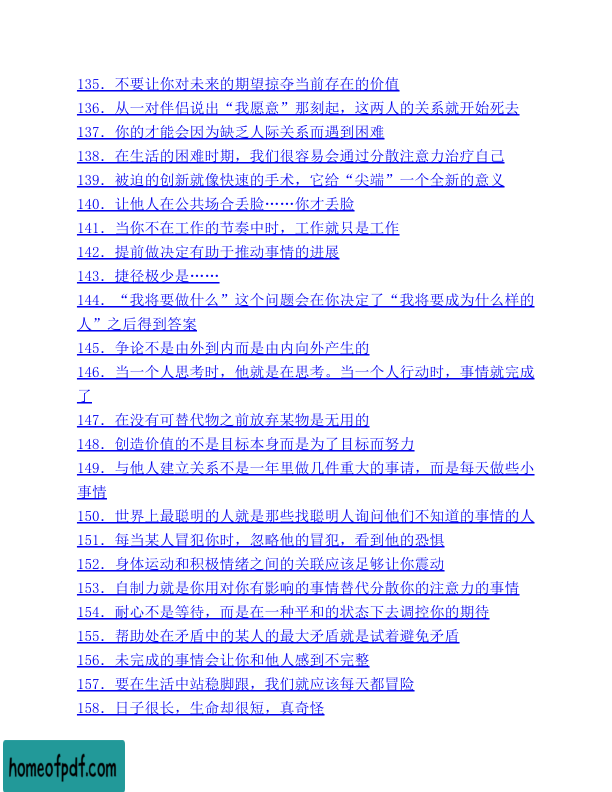 135. 不要让你对未来的期望掠夺当前存在的价值
136. 从一对伴侣说出“我愿意”那刻起，这两人的关系就开始死去
137. 你的才能会因为缺乏人际关系而遇到困难
138. 在生活的困难时期，我们很容易会通过分散注意力治疗自己
139. 被迫的创新就像快速的手术，它给“尖端”一个全新的意义
140. 让他人在公共场合丢脸……你才丢脸
141. 当你不在工作的节奏中时，工作就只是工作
142. 提前做决定有助于推动事情的进展
143. 捷径极少是……
144. “我将要做什么”这个问题会在你决定了“我将要成为什么样的
人”之后得到答案
145. 争论不是由外到内而是由内向外产生的
146. 当一个人思考时，他就是在思考。当一个人行动时，事情就完成
了
147. 在没有可替代物之前放弃某物是无用的
148. 创造价值的不是目标本身而是为了目标而努力
149. 与他人建立关系不是一年里做几件重大的事请，而是每天做些小
事情
150. 世界上最聪明的人就是那些找聪明人询问他们不知道的事情的人
151. 每当某人冒犯你时，忽略他的冒犯，看到他的恐惧
152. 身体运动和积极情绪之间的关联应该足够让你震动
153. 自制力就是你用对你有影响的事情替代分散你的注意力的事情
154. 耐心不是等待，而是在一种平和的状态下去调控你的期待
155. 帮助处在矛盾中的某人的最大矛盾就是试着避免矛盾
156. 未完成的事情会让你和他人感到不完整
157. 要在生活中站稳脚跟，我们就应该每天都冒险
158. 日子很长，生命却很短，真奇怪
homeofpdf.com